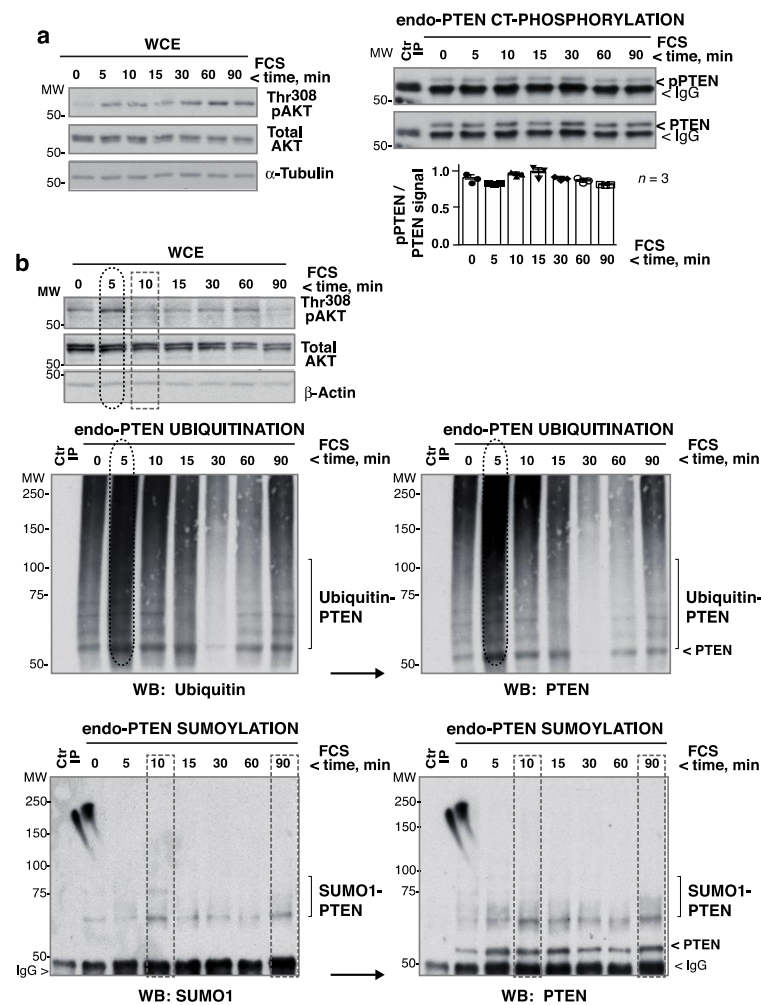 a
WCE
FCS
0 5 10 15 30 60 90 < time, min
MW
Thr308
pAKT
50-
Total
AKT
50-
α-Tubulin
50-
endo-PTEN CT-PHOSPHORYLATION
Ctr
IP
FCS
MW 0 5 10 15 30 60 90 < time, min
< pPTEN
< IgG
50-
< PTEN
< IgG
50-
pPTEN /
PTEN signal
1.0
0.5
0.0
n = 3
0 5 10 15 30 60 90
FCS
< time, min
b
WCE
FCS
0 5 10 15 30 60 90 < time, min
MW
Thr308
pAKT
50-
Total
AKT
50-
50-
β-Actin
endo-PTEN UBIQUITINATION
Ctr
IP
FCS
0 5 10 15 30 60 90 < time, min
MW
250-
150-
100-
75-
50-
Ubiquitin-
PTEN
WB: Ubiquitin
endo-PTEN UBIQUITINATION
Ctr
IP
FCS
0 5 10 15 30 60 90 < time, min
MW
250-
150-
100-
75-
50-
Ubiquitin-
PTEN
< PTEN
WB: PTEN
endo-PTEN SUMOYLATION
Ctr
IP
FCS
0 5 10 15 30 60 90 < time, min
MW
250-
150-
100-
75-
50-
IgG >
SUMO1-
PTEN
WB: SUMO1
endo-PTEN SUMOYLATION
Ctr
IP
FCS
0 5 10 15 30 60 90 < time, min
MW
250-
150-
100-
75-
50-
SUMO1-
PTEN
< PTEN
< IgG
WB: PTEN